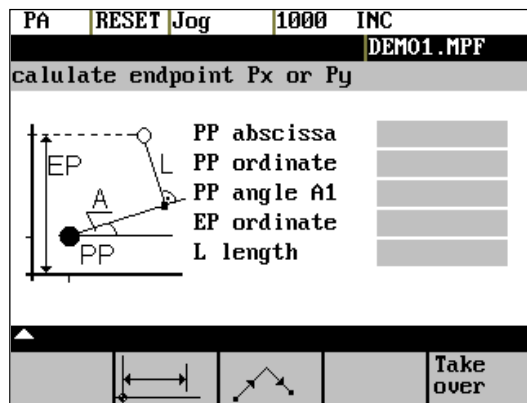 PA RESET Jog 1000 INC
DEMO1.MPF
calulate endpoint Px or Py
PP abscissa
PP ordinate
PP angle A1
EP ordinate
L length
EP
L
A
PP
Take
over